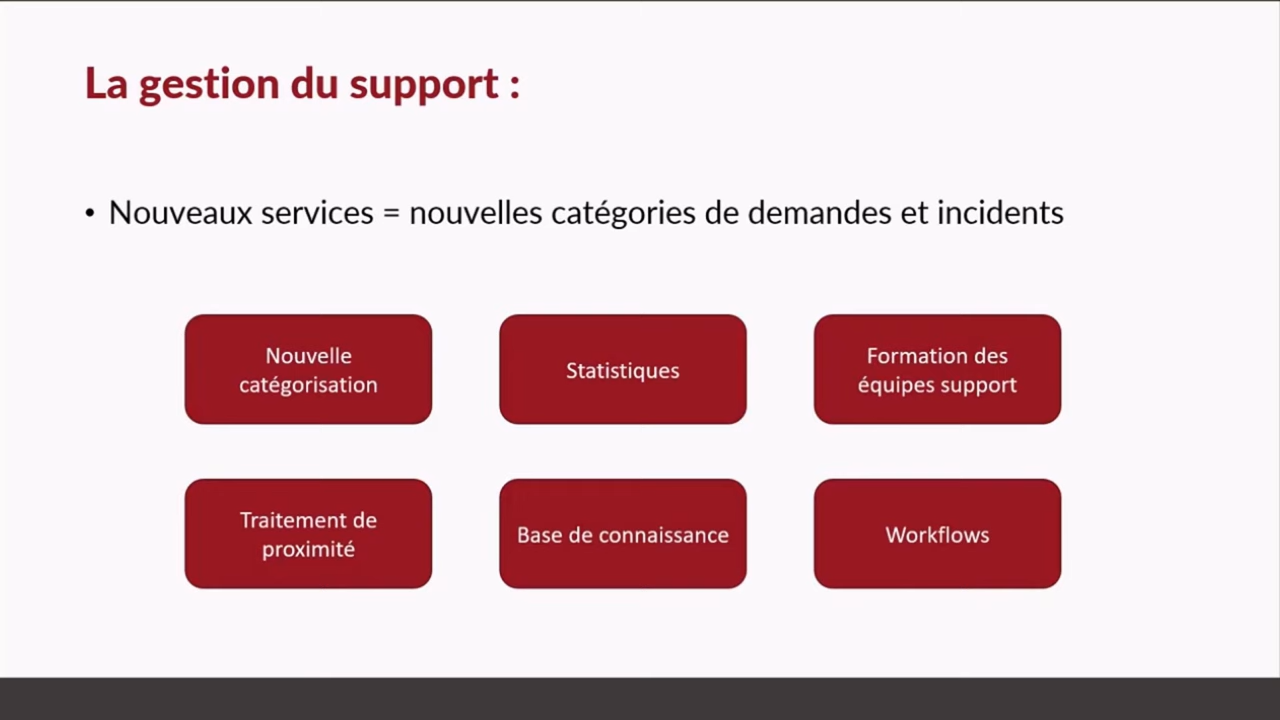 La gestion du support :
• Nouveaux services = nouvelles catégories de demandes et incidents
Nouvelle
catégorisation
Statistiques
Formation des
équipes support
Traitement de
proximité
Base de connaissance
Workflows